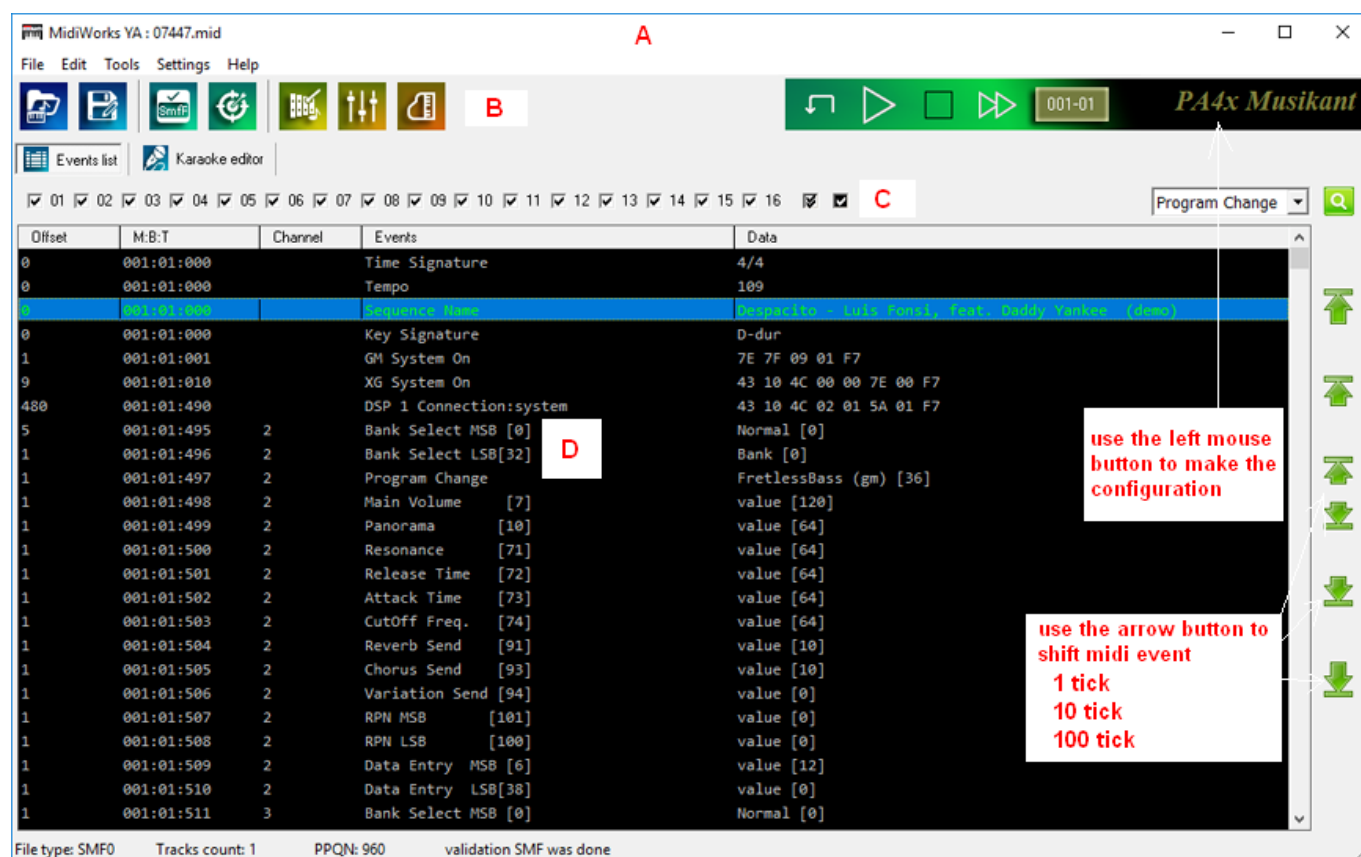 MidiWorks YA : 07447.mid
A
File Edit Tools Settings Help
SmfF
B
001-01
PA4x Musikant
Events list
Karaoke editor
01 02 03 04 05 06 07 08 09 10 11 12 13 14 15 16
C
Program Change
Offset M:B:T Channel Events Data
0 001:01:000 Time Signature 4/4
0 001:01:000 Tempo 109
0 001:01:000 Sequence Name Despacito - Luis Fonsi, feat. Daddy Yankee (demo)
0 001:01:000 Key Signature D-dur
1 001:01:001 GM System On 7E 7F 09 01 F7
9 001:01:010 XG System On 43 10 4C 00 00 7E 00 F7
480 001:01:490 DSP 1 Connection:system 43 10 4C 02 01 5A 01 F7
5 001:01:495 2 Bank Select MSB [0] Normal [0]
1 001:01:496 2 Bank Select LSB[32] Bank [0]
D
1 001:01:497 2 Program Change FretlessBass (gm) [36]
1 001:01:498 2 Main Volume [7] value [120]
1 001:01:499 2 Panorama [10] value [64]
1 001:01:500 2 Resonance [71] value [64]
1 001:01:501 2 Release Time [72] value [64]
1 001:01:502 2 Attack Time [73] value [64]
1 001:01:503 2 CutOff Freq. [74] value [64]
1 001:01:504 2 Reverb Send [91] value [10]
1 001:01:505 2 Chorus Send [93] value [10]
1 001:01:506 2 Variation Send [94] value [0]
1 001:01:507 2 RPN MSB [101] value [0]
1 001:01:508 2 RPN LSB [100] value [0]
1 001:01:509 2 Data Entry MSB [6] value [12]
1 001:01:510 2 Data Entry LSB[38] value [0]
1 001:01:511 3 Bank Select MSB [0] Normal [0]
use the left mouse
button to make the
configuration
use the arrow button to
shift midi event
1 tick
10 tick
100 tick
File type: SMF0 Tracks count: 1 PPQN: 960 validation SMF was done